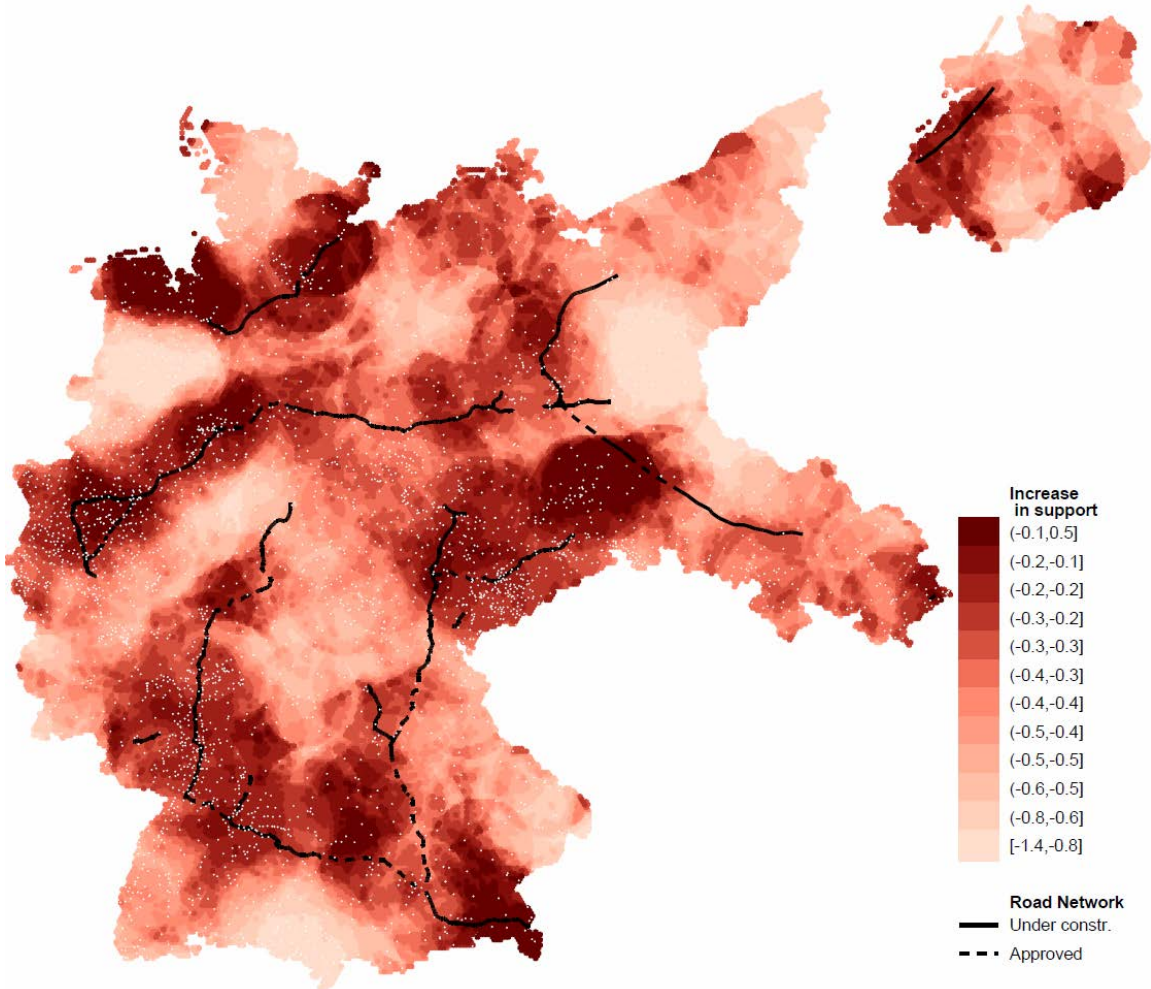 Increase
in support
(-0.1,0.5]
(-0.2,-0.1]
(-0.2,-0.2]
(-0.3,-0.2]
(-0.3,-0.3]
(-0.4,-0.3]
(-0.4,-0.4]
(-0.5,-0.4]
(-0.5,-0.5]
(-0.6,-0.5]
(-0.8,-0.6]
[-1.4,-0.8]
Road Network
Under constr.
Approved